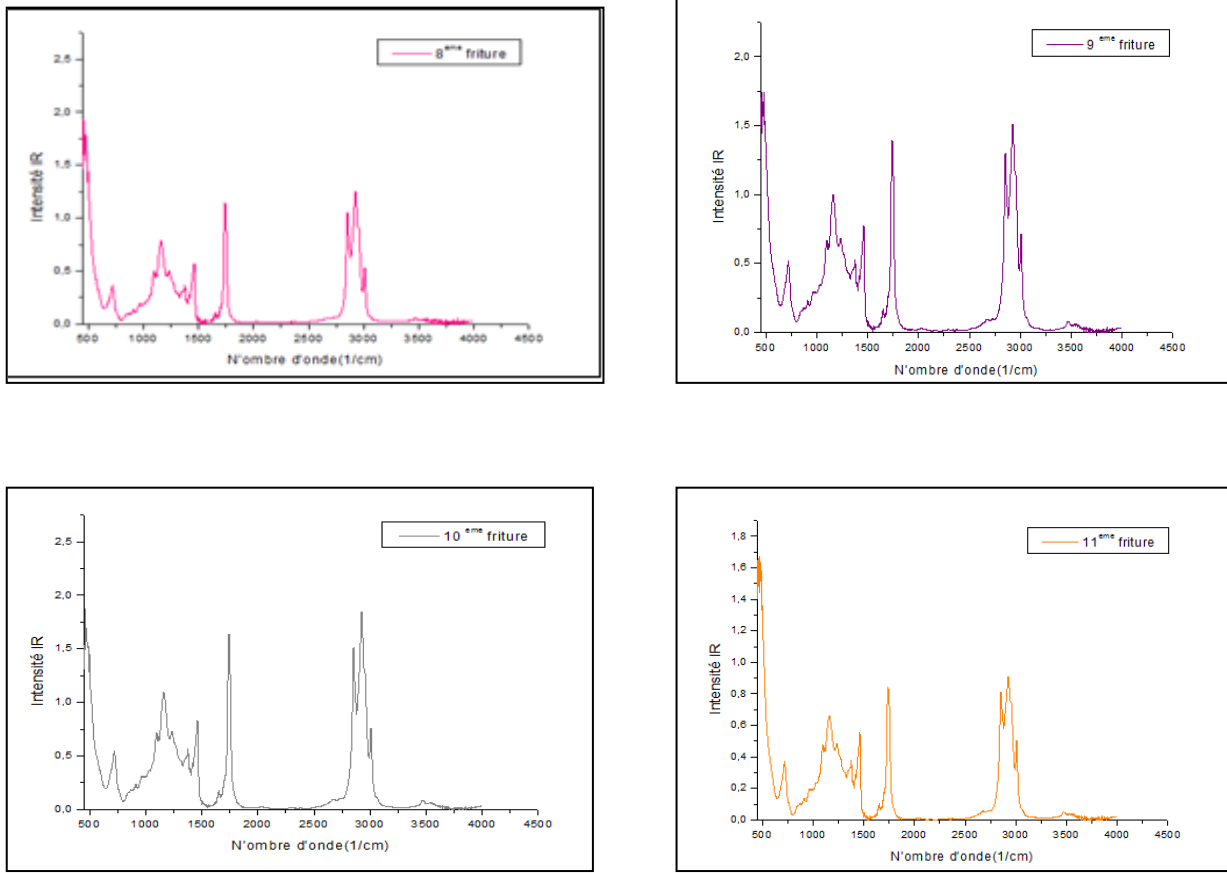 8eme friture
2,5
2,0
1,5
1,0
0,5
0,0
Intensité IR
500 1000 1500 2000 2500 3000 3500 4000 4500
N'ombre d'onde(1/cm)
9 eme friture
2,0
1,5
1,0
0,5
0,0
Intensité IR
500 1000 1500 2000 2500 3000 3500 4000 4500
N'ombre d'onde(1/cm)
10 eme friture
2,5
2,0
1,5
1,0
0,5
0,0
Intensité IR
500 1000 1500 2000 2500 3000 3500 4000 4500
N'ombre d'onde(1/cm)
11eme friture
1,8
1,6
1,4
1,2
1,0
0,8
0,6
0,4
0,2
0,0
Intensité IR
500 1000 1500 2000 2500 3000 3500 4000 4500
N'ombre d'onde(1/cm)